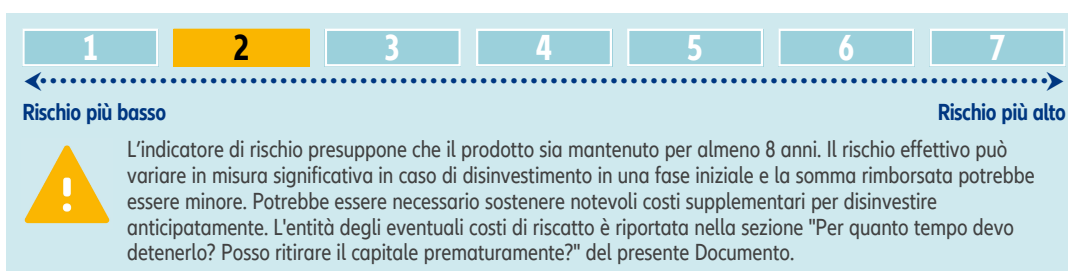 1 2 3 4 5 6 7
Rischio più basso Rischio più alto
L'indicatore di rischio presuppone che il prodotto sia mantenuto per almeno 8 anni. Il rischio effettivo può
variare in misura significativa in caso di disinvestimento in una fase iniziale e la somma rimborsata potrebbe
essere minore. Potrebbe essere necessario sostenere notevoli costi supplementari per disinvestire
anticipatamente. L'entità degli eventuali costi di riscatto è riportata nella sezione "Per quanto tempo devo
detenerlo? Posso ritirare il capitale prematuramente?" del presente Documento.